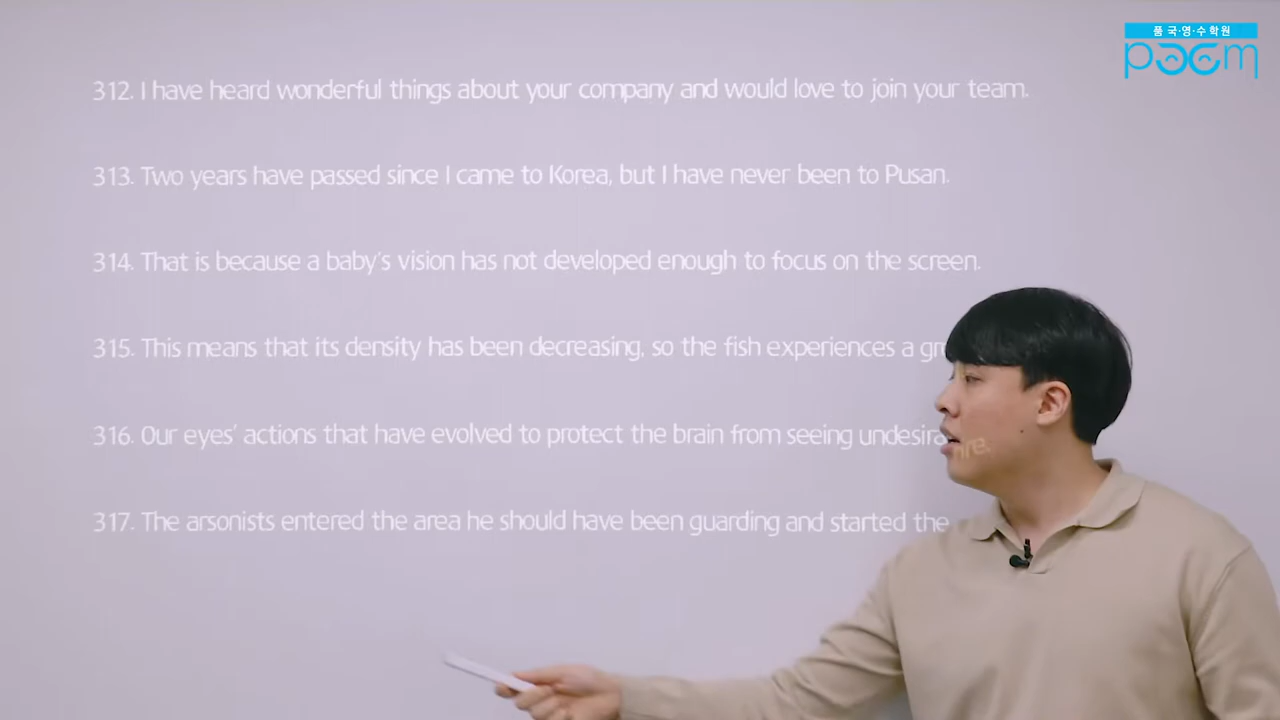 품 국·영·수 학원
poem
312. I have heard wonderful things about your company and would love to join your team.
313. Two years have passed since I came to Korea, but I have never been to Pusan.
314. That is because a baby's vision has not developed enough to focus on the screen.
315. This means that its density has been decreasing, so the fish experiences a
316. Our eyes' actions that have evolved to protect the brain from seeing
317. The arsonists entered the area he should have been guarding and started the